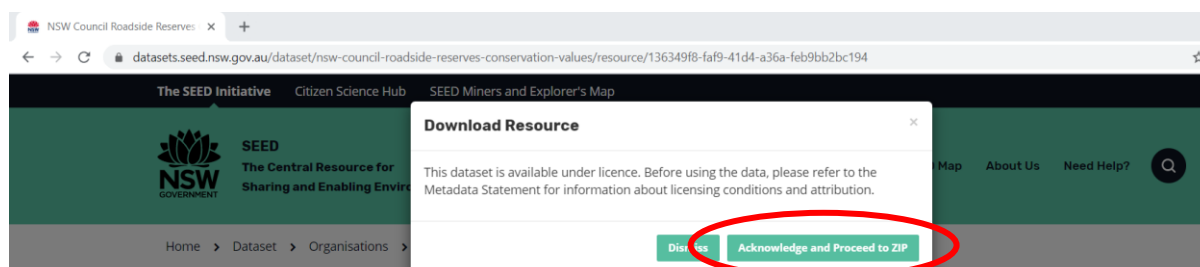 NSW Council Roadside Reserves
datasets.seed.nsw.gov.au/dataset/nsw-council-roadside-reserves-conservation-values/resource/136349f8-faf9-41d4-a36a-feb9bb2bc194
The SEED Initiative Citizen Science Hub SEED Miners and Explorer's Map
Download Resource
This dataset is available under licence. Before using the data, please refer to the
Metadata Statement for information about licensing conditions and attribution.
Dismiss Acknowledge and Proceed to ZIP
NSW
GOVERNMENT
SEED
The Central Resource for
Sharing and Enabling
Map About Us Need Help?
Home > Dataset > Organisations >